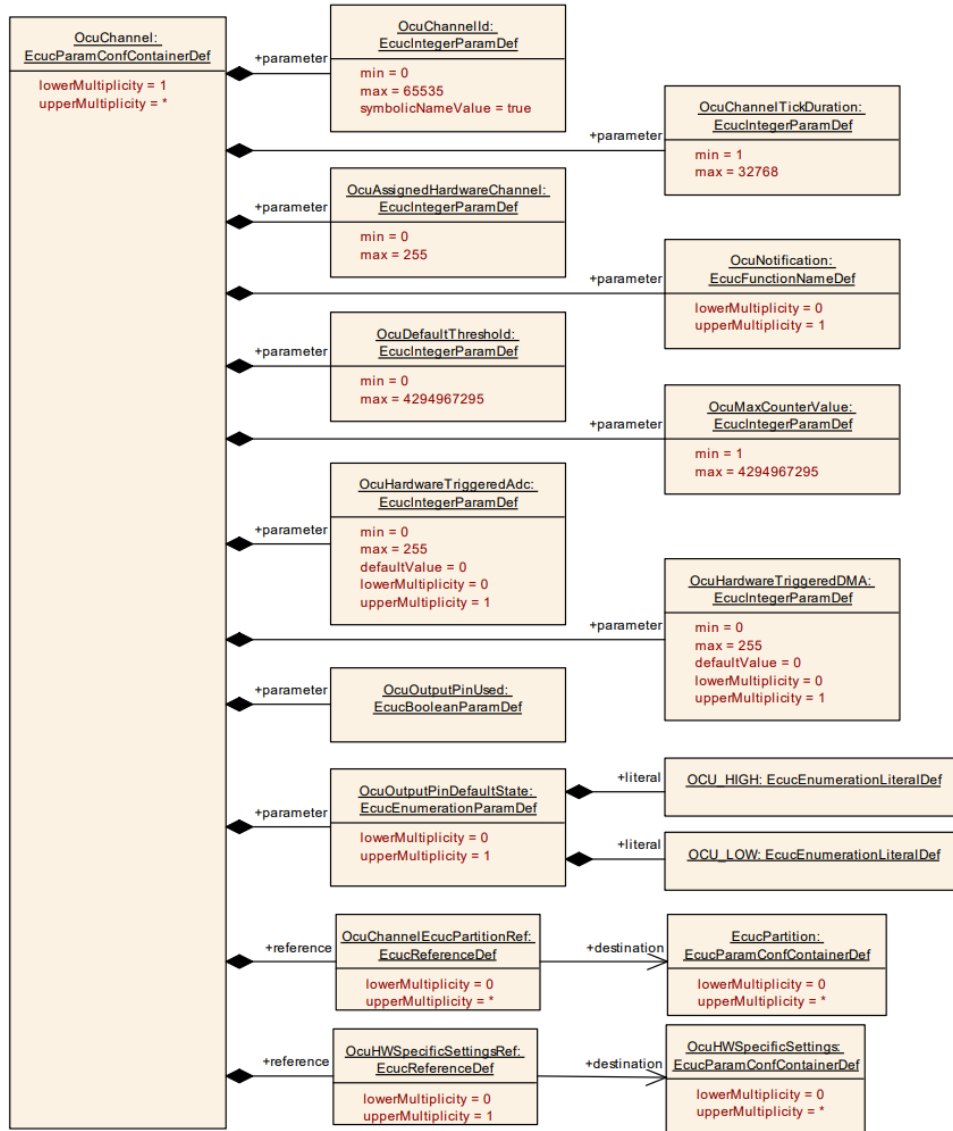 OcuChannel:
EcucParamConfContainerDef
lowerMultiplicity = 1
upperMultiplicity = *
+parameter
OcuChannelId:
EcucIntegerParamDef
min = 0
max = 65535
symbolicNameValue = true
+parameter
OcuChannelTickDuration:
EcucIntegerParamDef
min = 1
max = 32768
+parameter
OcuAssignedHardwareChannel:
EcucIntegerParamDef
min = 0
max = 255
+parameter
OcuNotification:
EcucFunctionNameDef
lowerMultiplicity = 0
upperMultiplicity = 1
+parameter
OcuDefaultThreshold:
EcucIntegerParamDef
min = 0
max = 4294967295
+parameter
OcuMaxCounterValue:
EcucIntegerParamDef
min = 1
max = 4294967295
+parameter
OcuHardwareTriggeredAdc:
EcucIntegerParamDef
min = 0
max = 255
defaultValue = 0
lowerMultiplicity = 0
upperMultiplicity = 1
+parameter
OcuHardwareTriggeredDMA:
EcucIntegerParamDef
min = 0
max = 255
defaultValue = 0
lowerMultiplicity = 0
upperMultiplicity = 1
+parameter
OcuOutputPinUsed:
EcucBooleanParamDef
+parameter
OcuOutputPinDefaultState:
EcucEnumerationParamDef
lowerMultiplicity = 0
upperMultiplicity = 1
+literal
OCU_HIGH: EcucEnumerationLiteralDef
+literal
OCU_LOW: EcucEnumerationLiteralDef
+reference
OcuChannelEcucPartitionRef:
EcucReferenceDef
lowerMultiplicity = 0
upperMultiplicity = *
+destination
EcucPartition:
EcucParamConfContainerDef
lowerMultiplicity = 0
upperMultiplicity = *
+reference
OcuHWSpecificSettingsRef:
EcucReferenceDef
lowerMultiplicity = 0
upperMultiplicity = 1
+destination
OcuHWSpecificSettings:
EcucParamConfContainerDef
lowerMultiplicity = 0
upperMultiplicity = *